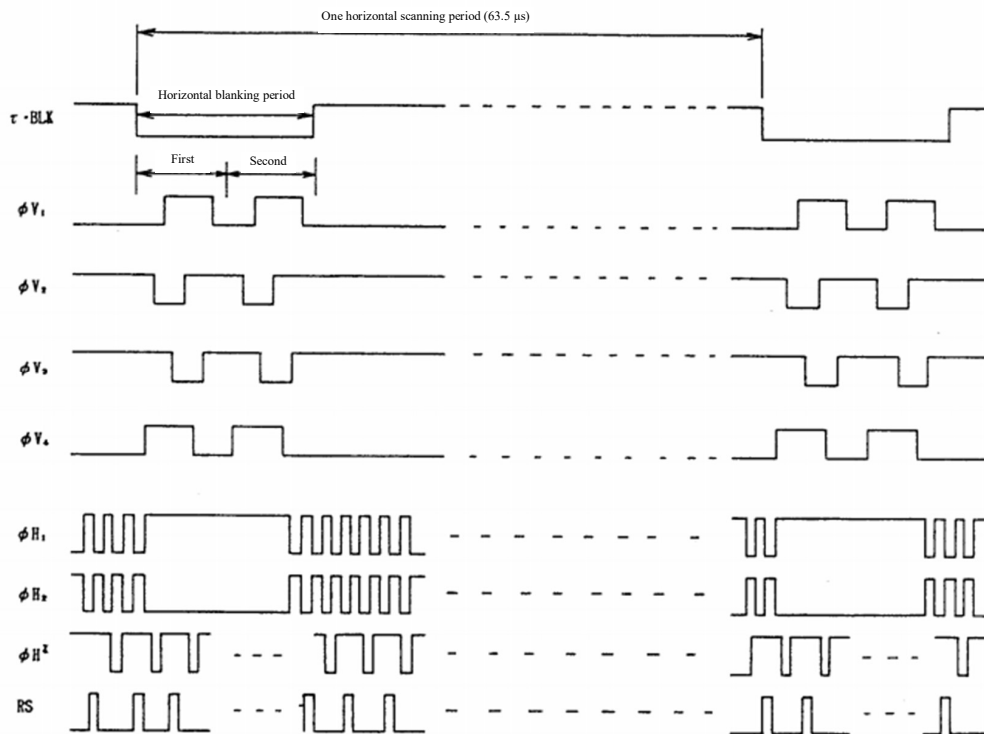 One horizontal scanning period (63.5 μs)
Horizontal blanking period
τ・BLK
First Second
φV₁
φV₂
φV₃
φV₄
φH₁
φH₂
φHᴵ
RS